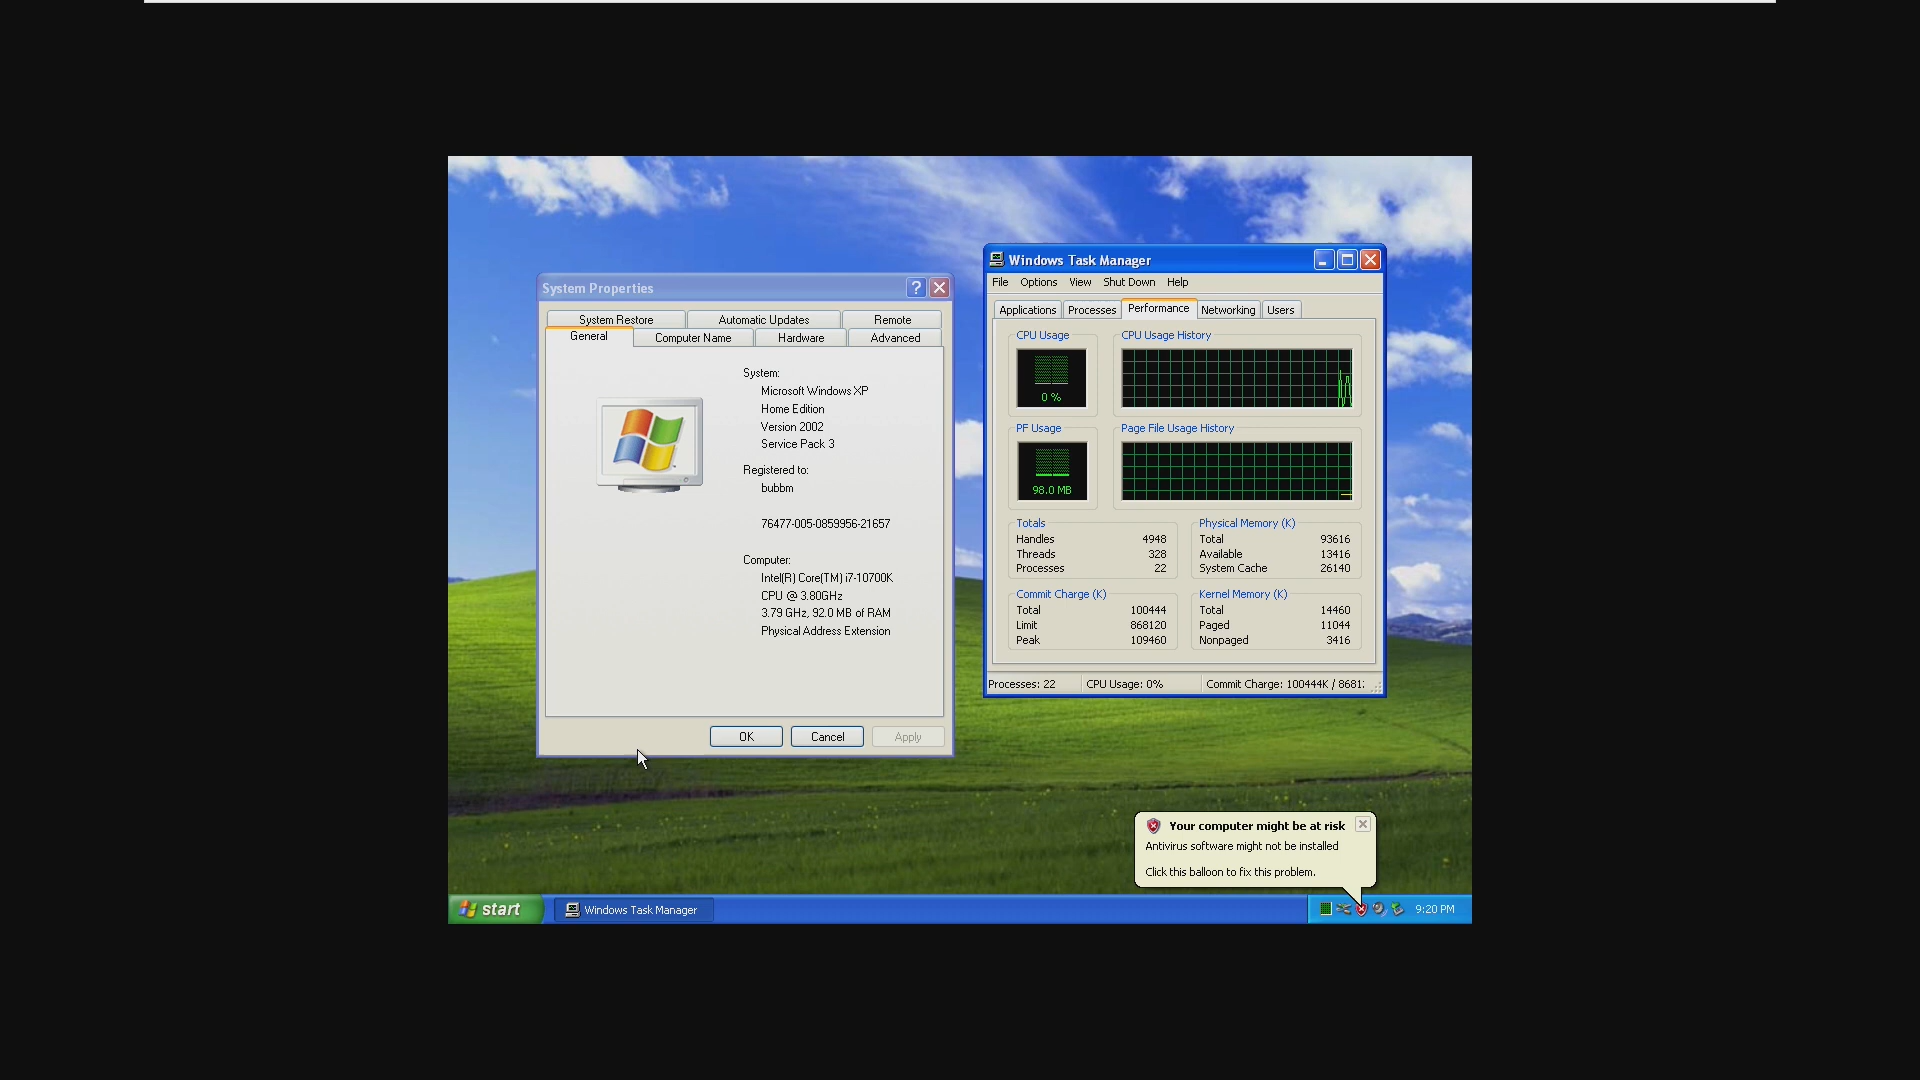 System Properties
System Restore
Automatic Updates
Remote
General
Computer Name
Hardware
Advanced
System:
Microsoft Windows XP
Home Edition
Version 2002
Service Pack 3
Registered to:
bubbm
76477-005-0859956-21657
Computer:
Intel(R) Core(TM) i7-10700K
CPU @ 3.80GHz
3.79 GHz, 92.0 MB of RAM
Physical Address Extension
OK
Cancel
Apply
Windows Task Manager
File Options View Shut Down Help
Applications Processes Performance Networking Users
CPU Usage
CPU Usage History
0 %
PF Usage
Page File Usage History
98.0 MB
Totals
Handles 4948
Threads 328
Processes 22
Physical Memory (K)
Total 93616
Available 13416
System Cache 26140
Commit Charge (K)
Total 100444
Limit 868120
Peak 109460
Kernel Memory (K)
Total 14460
Paged 11044
Nonpaged 3416
Processes: 22
CPU Usage: 0%
Commit Charge: 100444K / 8681
Your computer might be at risk
Antivirus software might not be installed
Click this balloon to fix this problem.
start
Windows Task Manager
9:20 PM